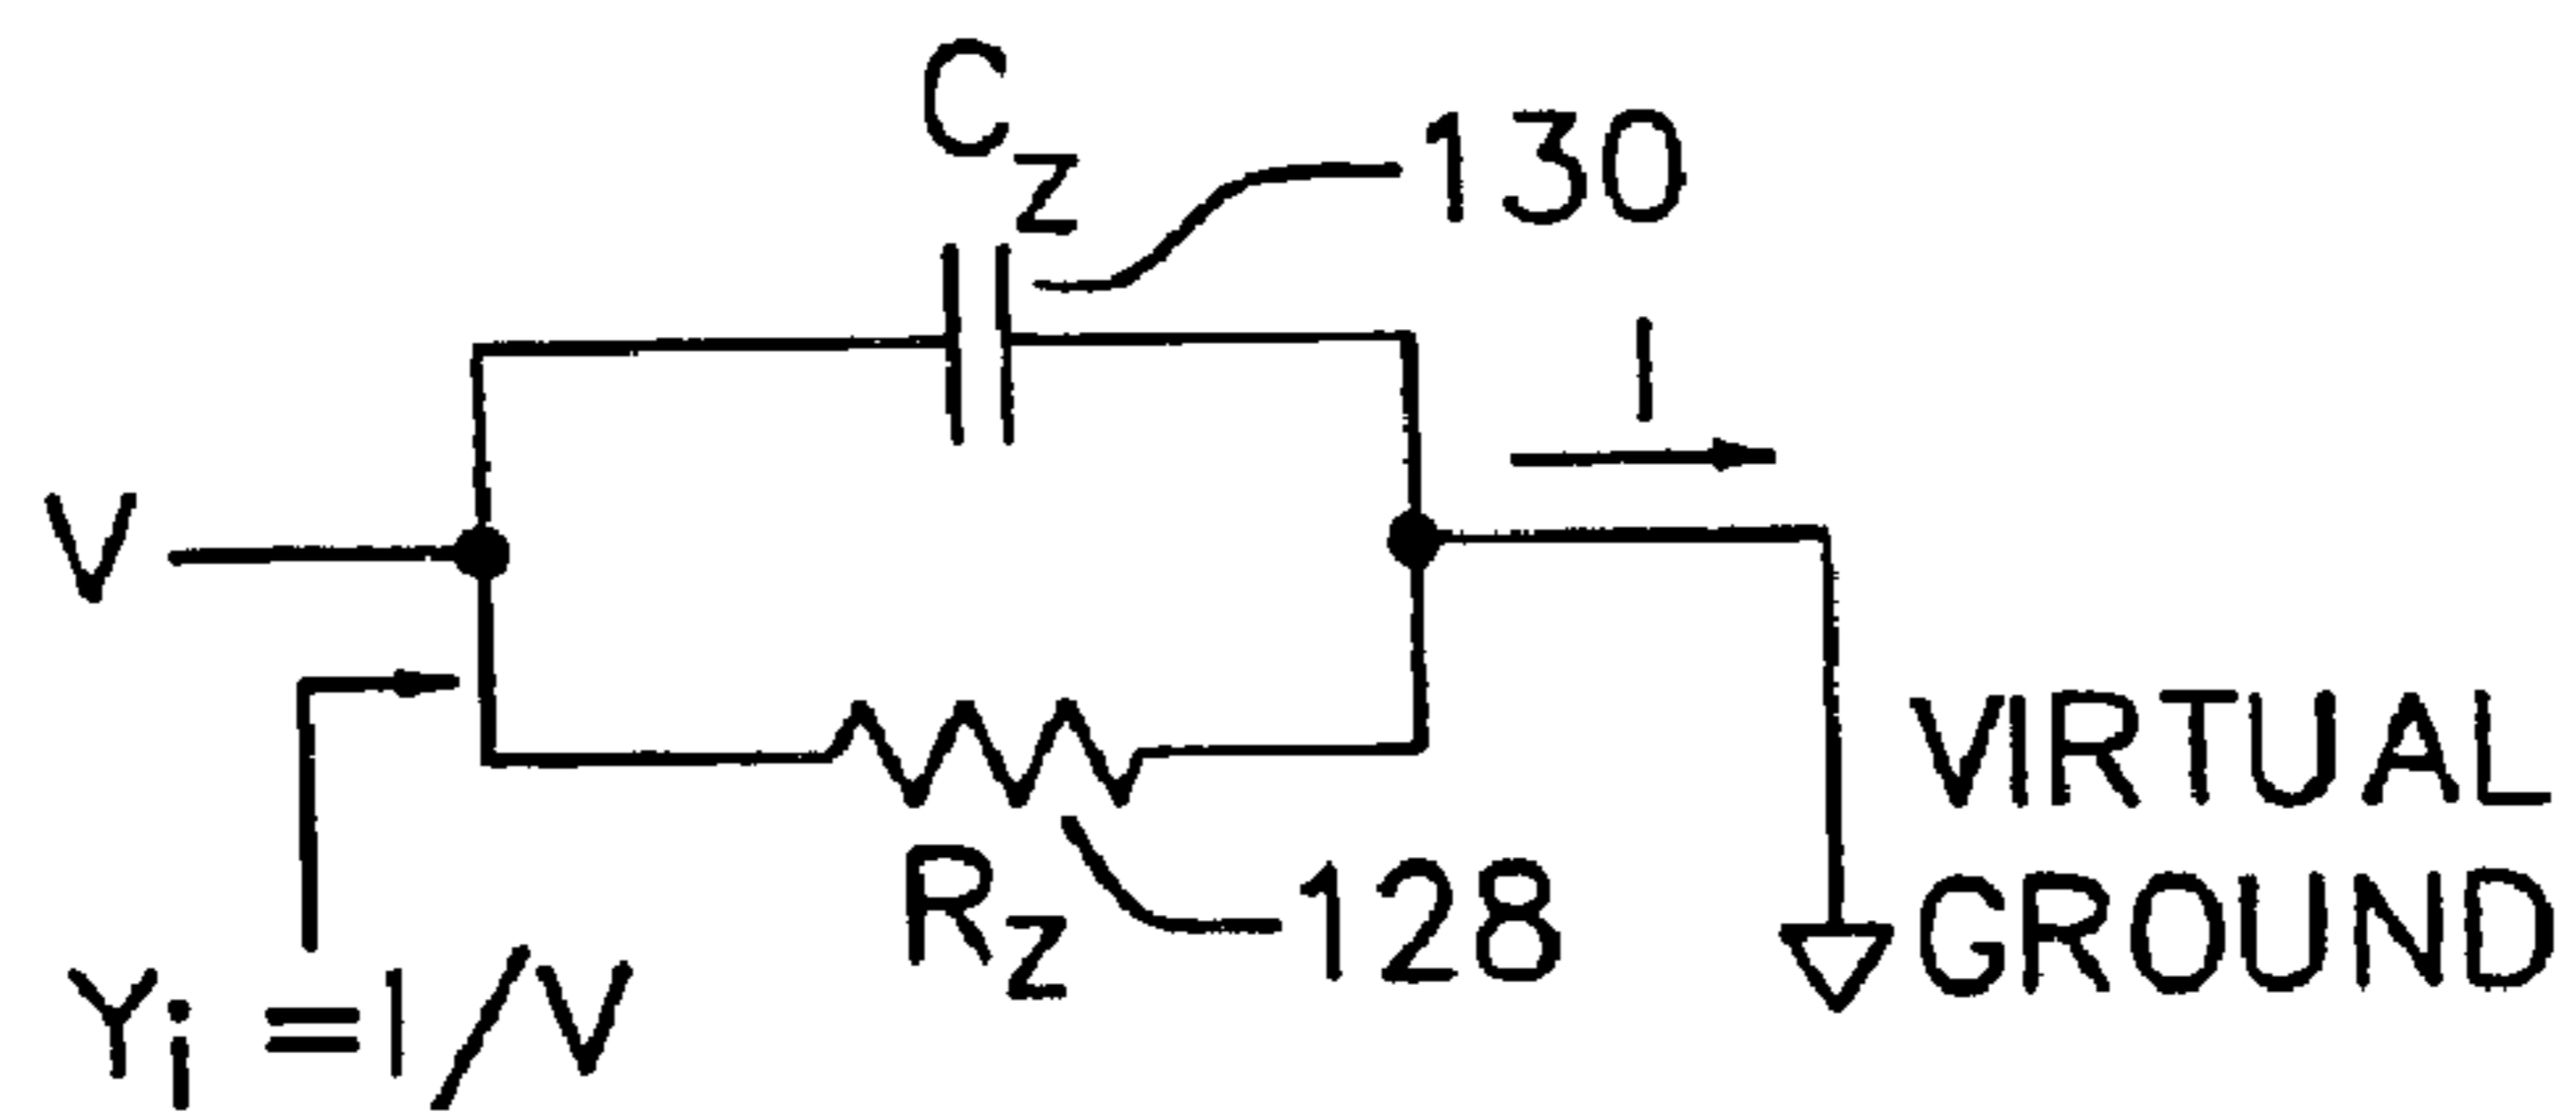 C_Z
130
I
V
VIRTUAL
GROUND
R_Z
128
Y_i = I/V